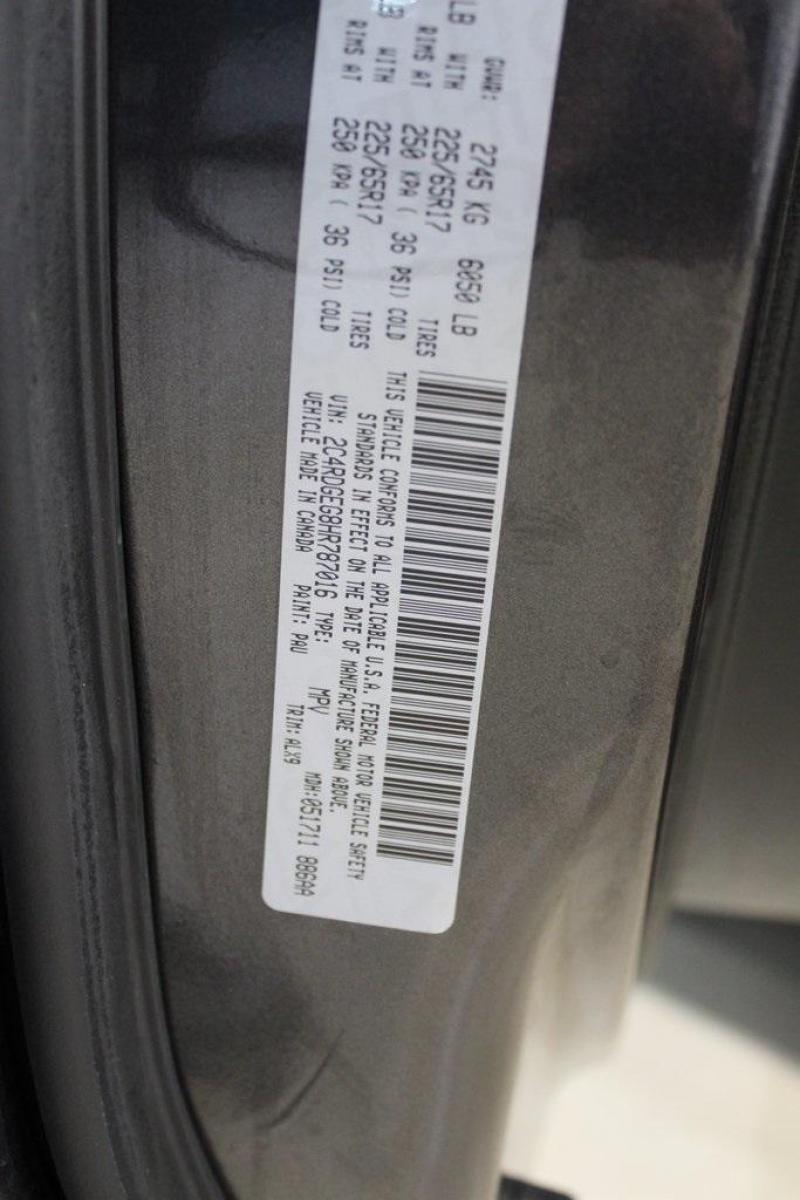 GVWR: 2745 KG 6050 LB
LB WITH 225/65R17 TIRES
RIMS AT 250 KPA ( 36 PSI) COLD
LB WITH 225/65R17 TIRES
RIMS AT 250 KPA ( 36 PSI) COLD
THIS VEHICLE CONFORMS TO ALL APPLICABLE U.S.A. FEDERAL MOTOR VEHICLE SAFETY
STANDARDS IN EFFECT ON THE DATE OF MANUFACTURE SHOWN ABOVE.
VIN: 2C4RDGEG8HR787016 TYPE: MPV MDH:051711 886AA
VEHICLE MADE IN CANADA PAINT: PAU TRIM: ALX9